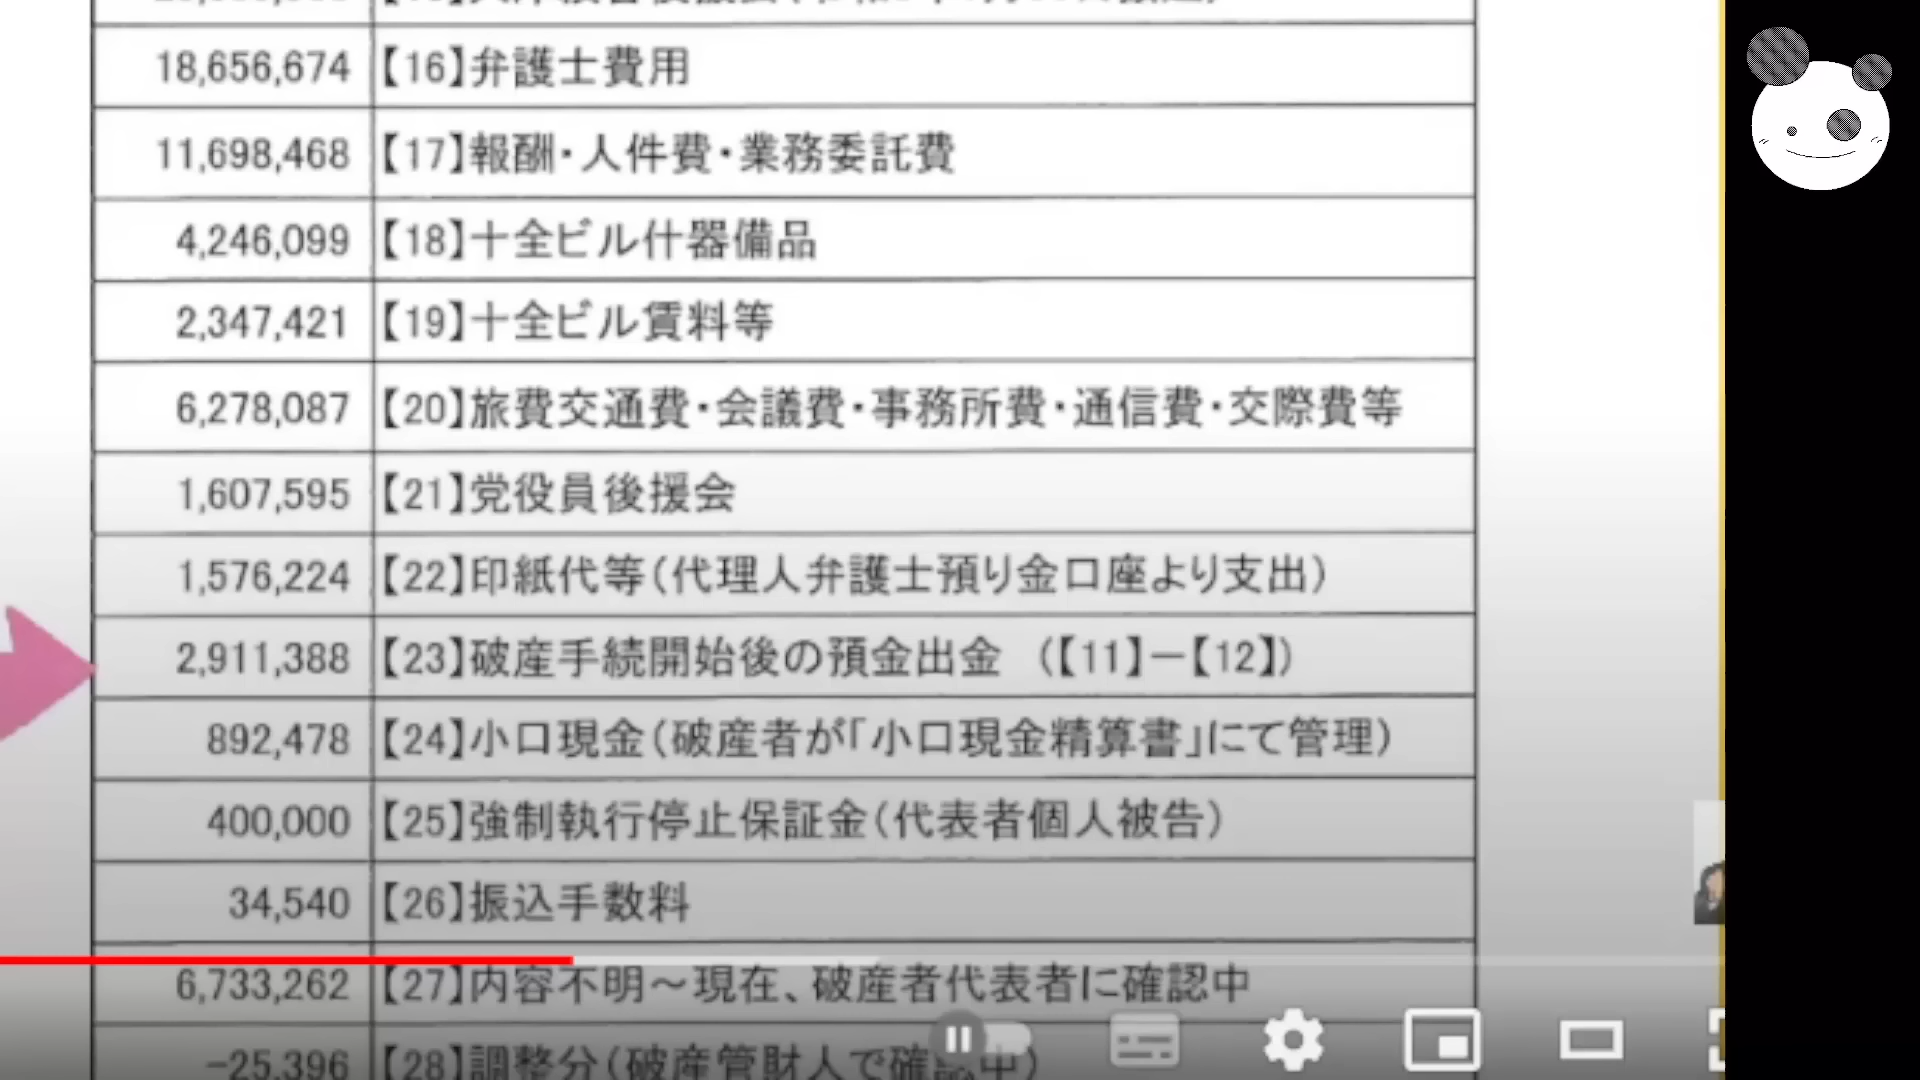 18,656,674 【16】弁護士費用
11,698,468 【17】報酬・人件費・業務委託費
4,246,099 【18】十全ビル什器備品
2,347,421 【19】十全ビル賃料等
6,278,087 【20】旅費交通費・会議費・事務所費・通信費・交際費等
1,607,595 【21】党役員後援会
1,576,224 【22】印紙代等（代理人弁護士預り金口座より支出）
2,911,388 【23】破産手続開始後の預金出金 （【11】－【12】）
892,478 【24】小口現金（破産者が「小口現金精算書」にて管理）
400,000 【25】強制執行停止保証金（代表者個人被告）
34,540 【26】振込手数料
6,733,262 【27】内容不明～現在、破産者代表者に確認中
-25,396 【28】調整分（破産管財人で確認中）